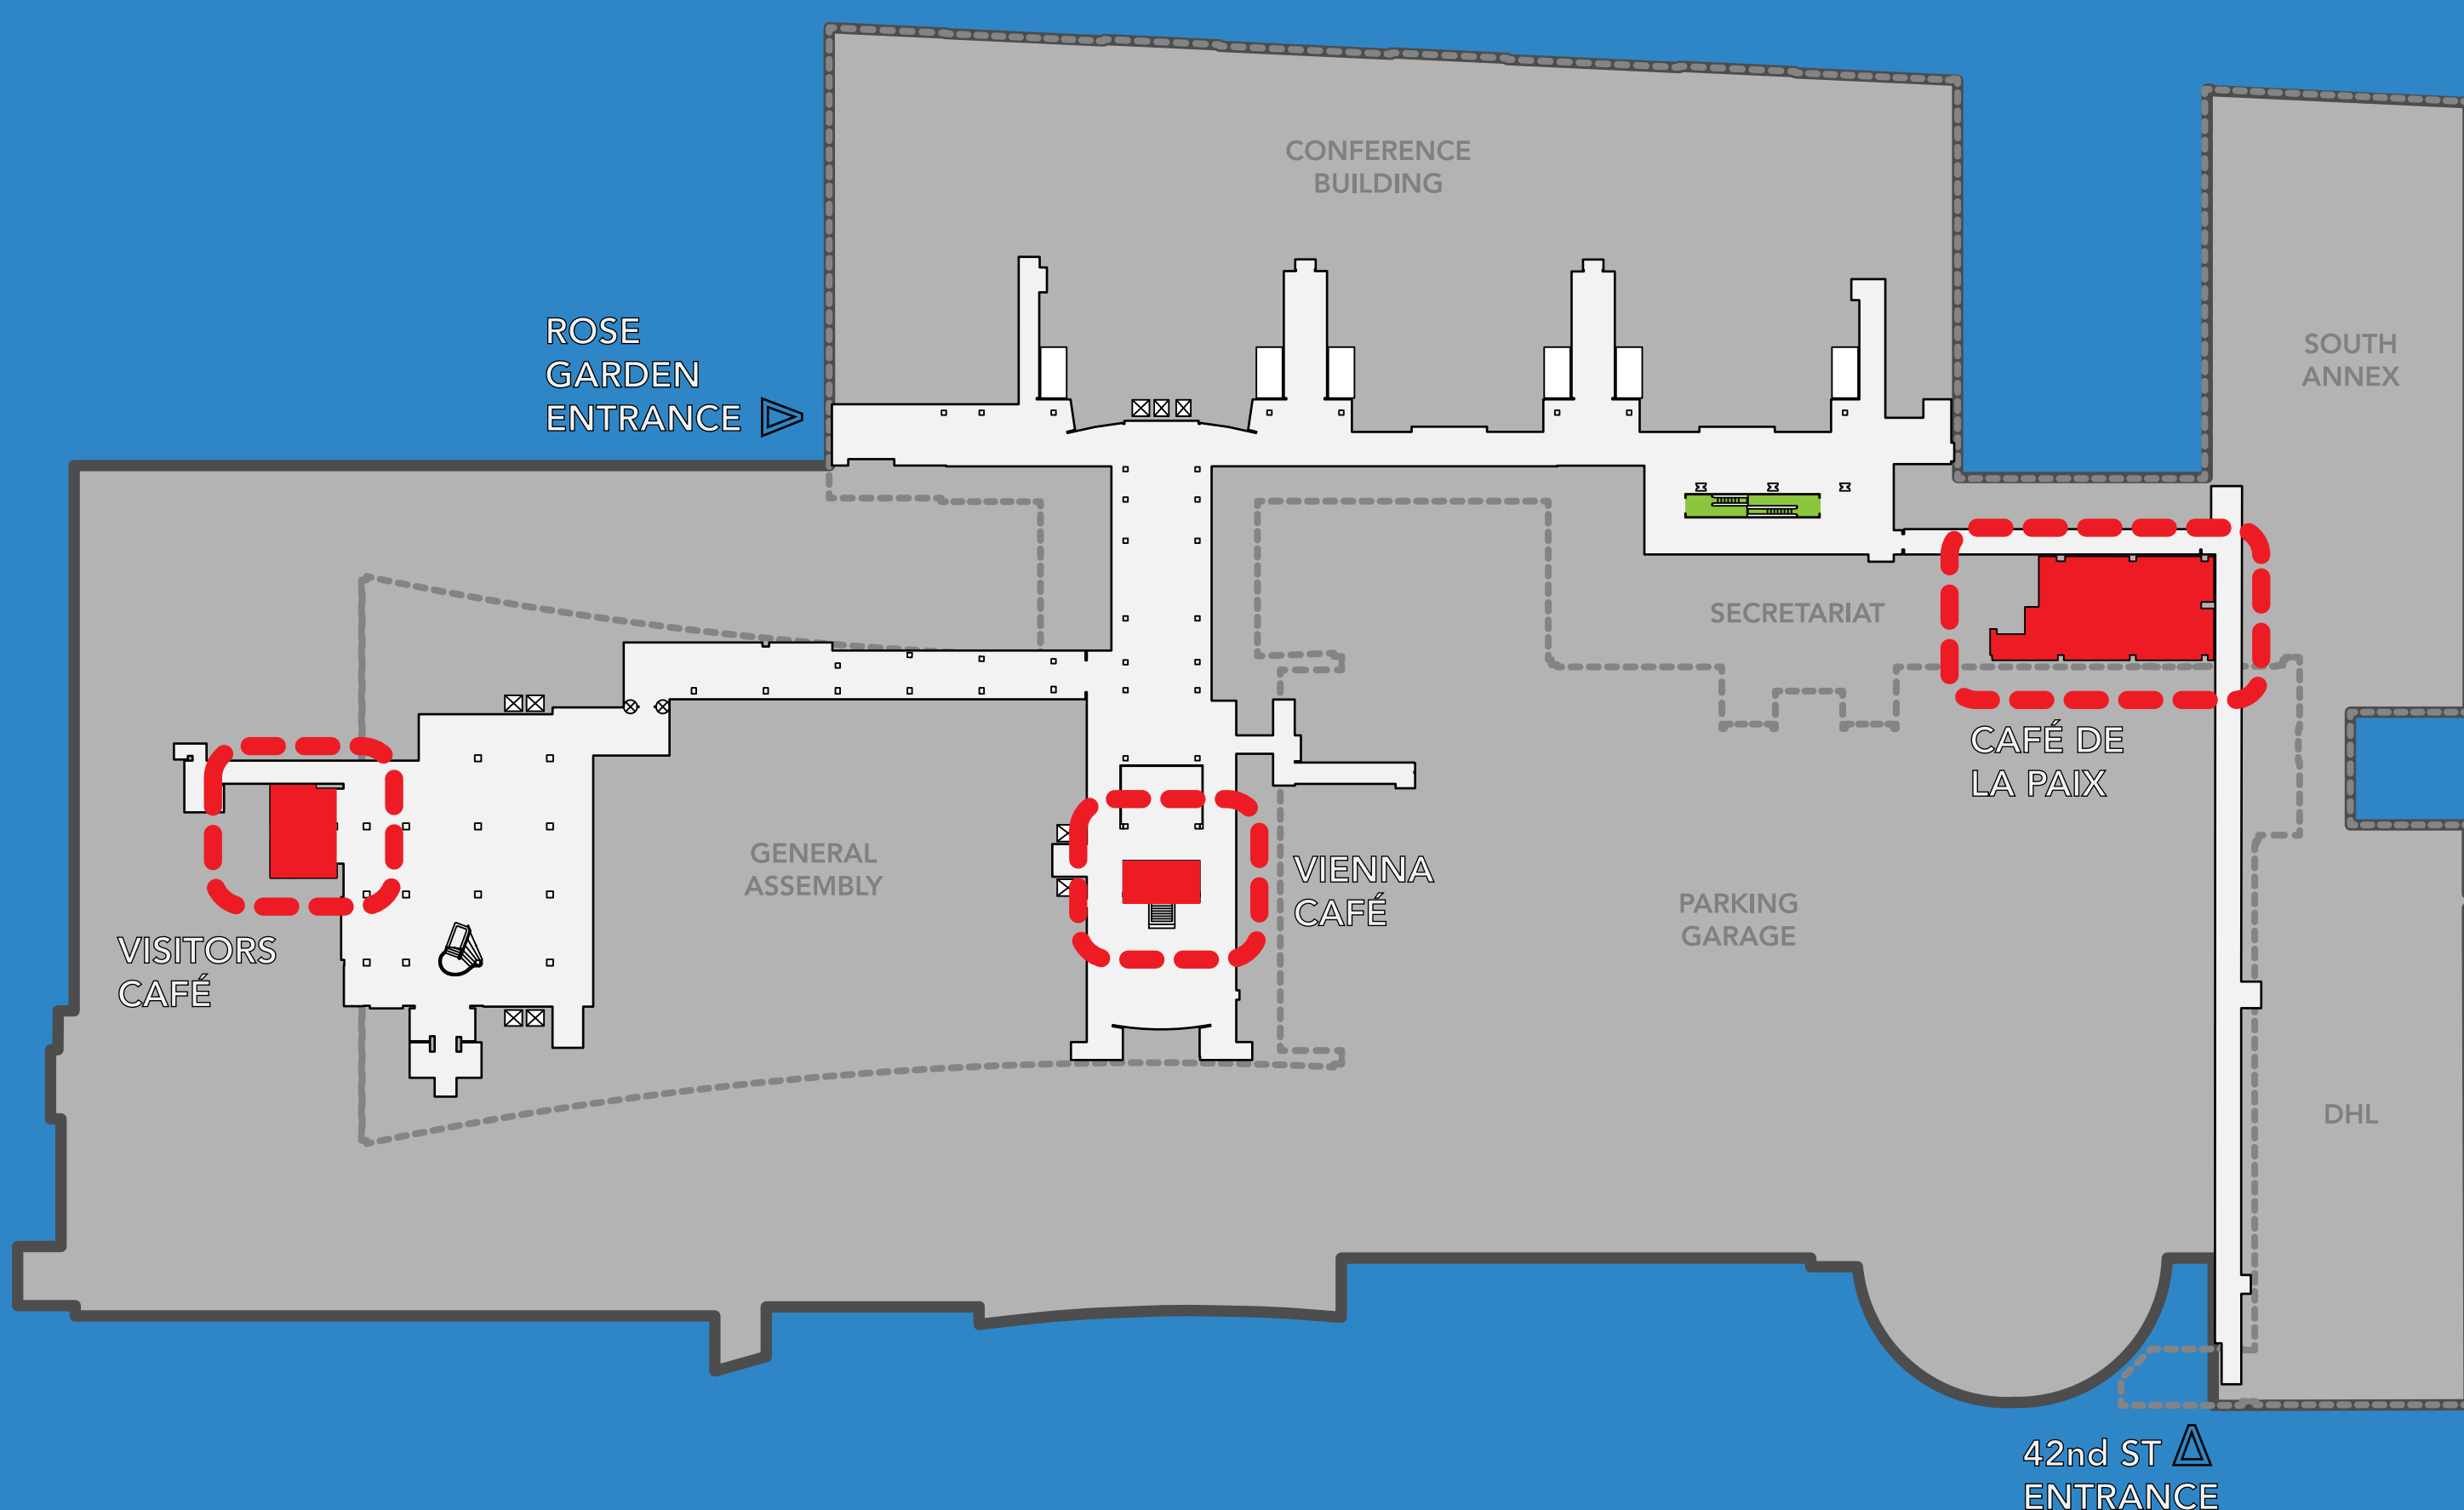 CONFERENCE
BUILDING
ROSE
GARDEN
ENTRANCE
SOUTH
ANNEX
SECRETARIAT
CAFÉ DE
LA PAIX
GENERAL
ASSEMBLY
VIENNA
CAFÉ
PARKING
GARAGE
VISITORS
CAFÉ
DHL
42nd ST
ENTRANCE